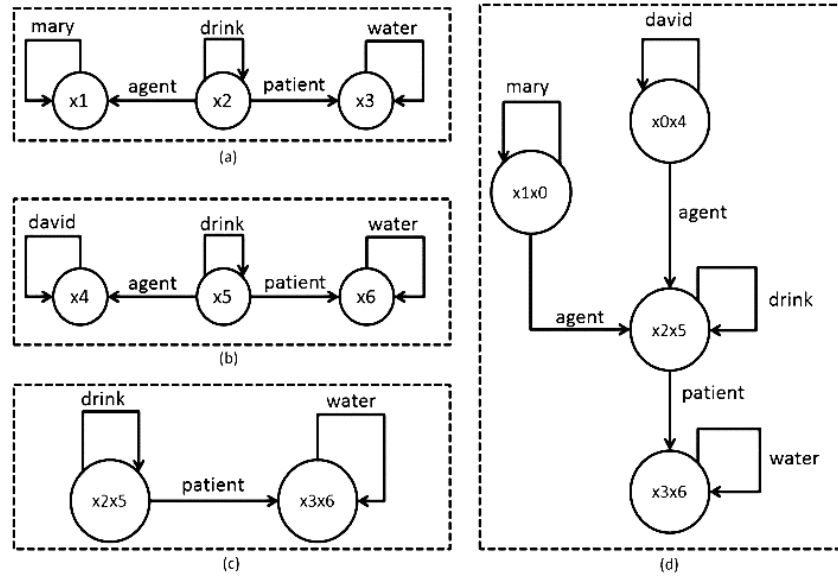 mary
drink
water
x1
agent
x2
patient
x3
(a)
david
drink
water
x4
agent
x5
patient
x6
(b)
drink
water
x2x5
patient
x3x6
(c)
david
mary
x0x4
x1x0
agent
drink
agent
x2x5
patient
water
x3x6
(d)